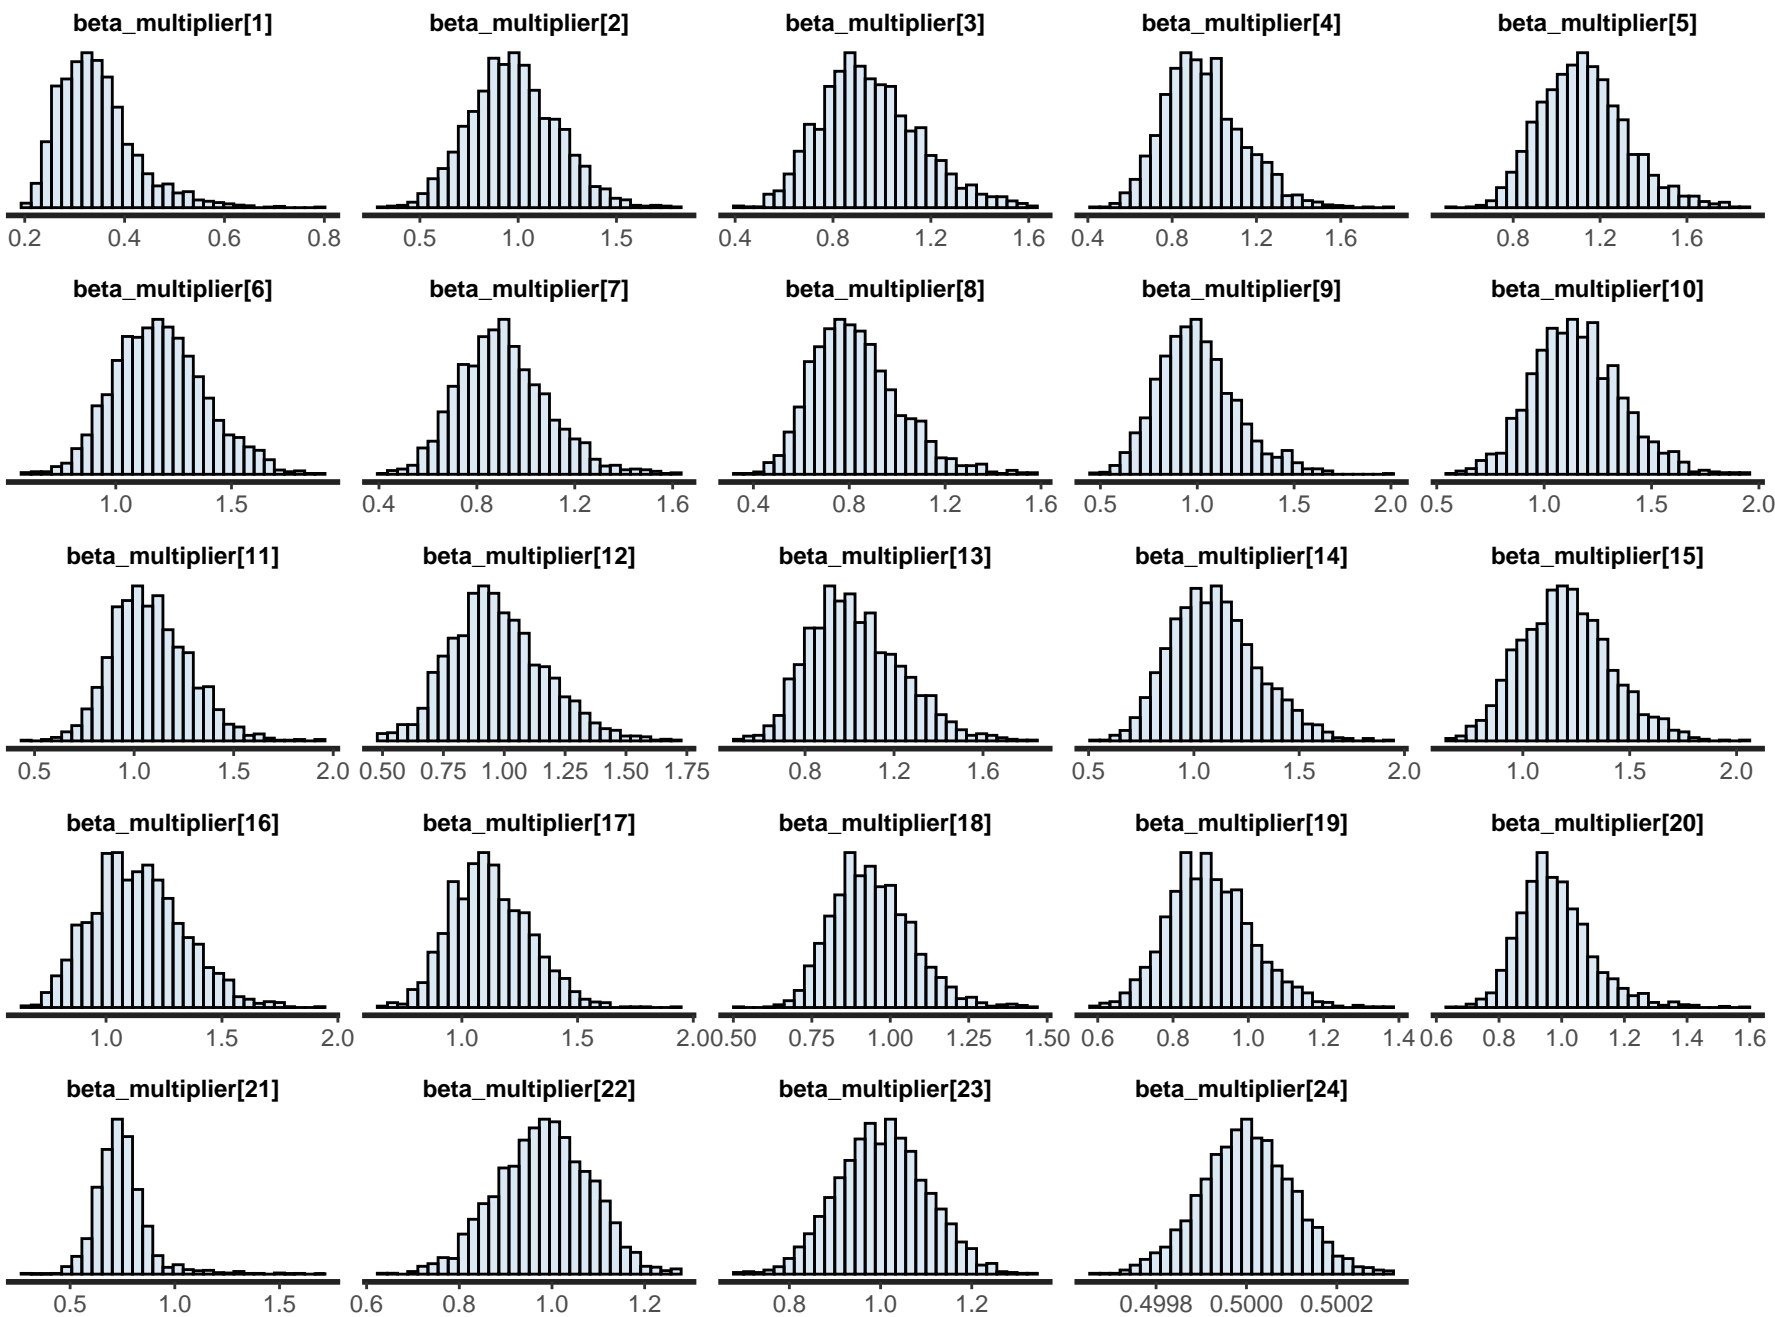 beta_multiplier[1] beta_multiplier[2] beta_multiplier[3] beta_multiplier[4] beta_multiplier[5]
0.2 0.4 0.6 0.8 0.5 1.0 1.5 0.4 0.8 1.2 1.6 0.4 0.8 1.2 1.6 0.8 1.2 1.6
beta_multiplier[6] beta_multiplier[7] beta_multiplier[8] beta_multiplier[9] beta_multiplier[10]
1.0 1.5 0.4 0.8 1.2 1.6 0.4 0.8 1.2 1.6 0.5 1.0 1.5 2.0 0.5 1.0 1.5 2.0
beta_multiplier[11] beta_multiplier[12] beta_multiplier[13] beta_multiplier[14] beta_multiplier[15]
0.5 1.0 1.5 2.0 0.50 0.75 1.00 1.25 1.50 1.75 0.8 1.2 1.6 0.5 1.0 1.5 2.0 1.0 1.5 2.0
beta_multiplier[16] beta_multiplier[17] beta_multiplier[18] beta_multiplier[19] beta_multiplier[20]
1.0 1.5 2.0 1.0 1.5 2.0 0.50 0.75 1.00 1.25 1.50 0.6 0.8 1.0 1.2 1.4 0.6 0.8 1.0 1.2 1.4 1.6
beta_multiplier[21] beta_multiplier[22] beta_multiplier[23] beta_multiplier[24]
0.5 1.0 1.5 0.6 0.8 1.0 1.2 0.8 1.0 1.2 0.4998 0.5000 0.5002